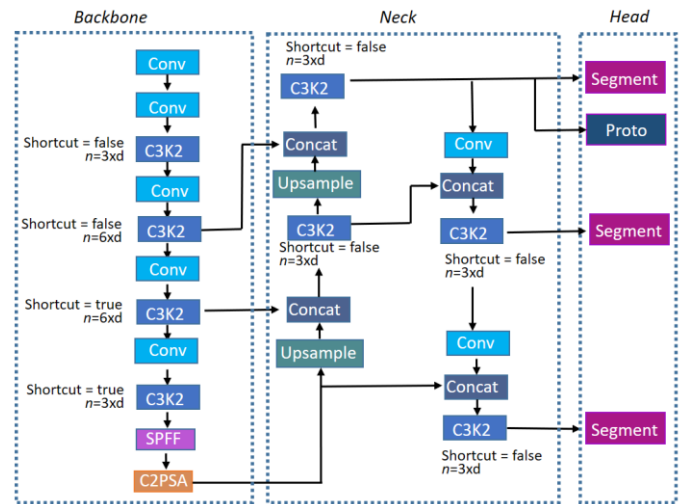 Backbone
Conv
Conv
Shortcut = false
n=3xd
C3K2
Conv
Shortcut = false
n=6xd
C3K2
Conv
Shortcut = true
n=6xd
C3K2
Conv
Shortcut = true
n=3xd
C3K2
SPFF
C2PSA
Neck
Shortcut = false
n=3xd
C3K2
Concat
Upsample
C3K2
Shortcut = false
n=3xd
Concat
Upsample
Conv
Concat
C3K2
Shortcut = false
n=3xd
Conv
Concat
C3K2
Shortcut = false
n=3xd
Head
Segment
Proto
Segment
Segment